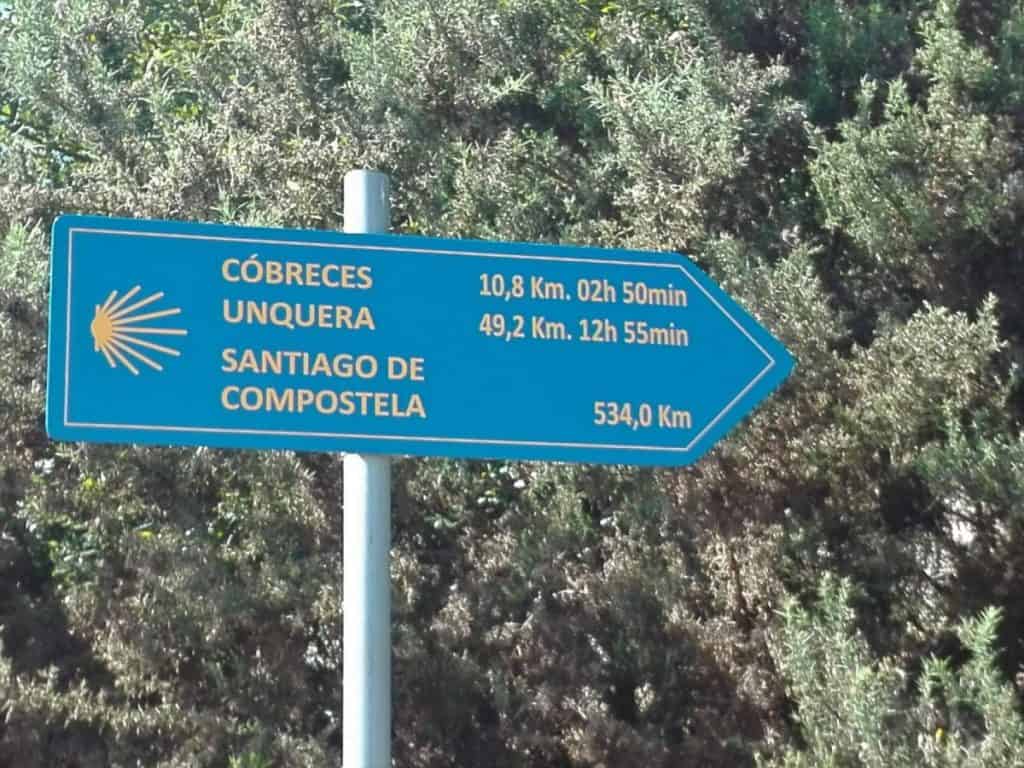 CÓBRECES 10,8 Km. 02h 50min
UNQUERA 49,2 Km. 12h 55min
SANTIAGO DE
COMPOSTELA 534,0 Km